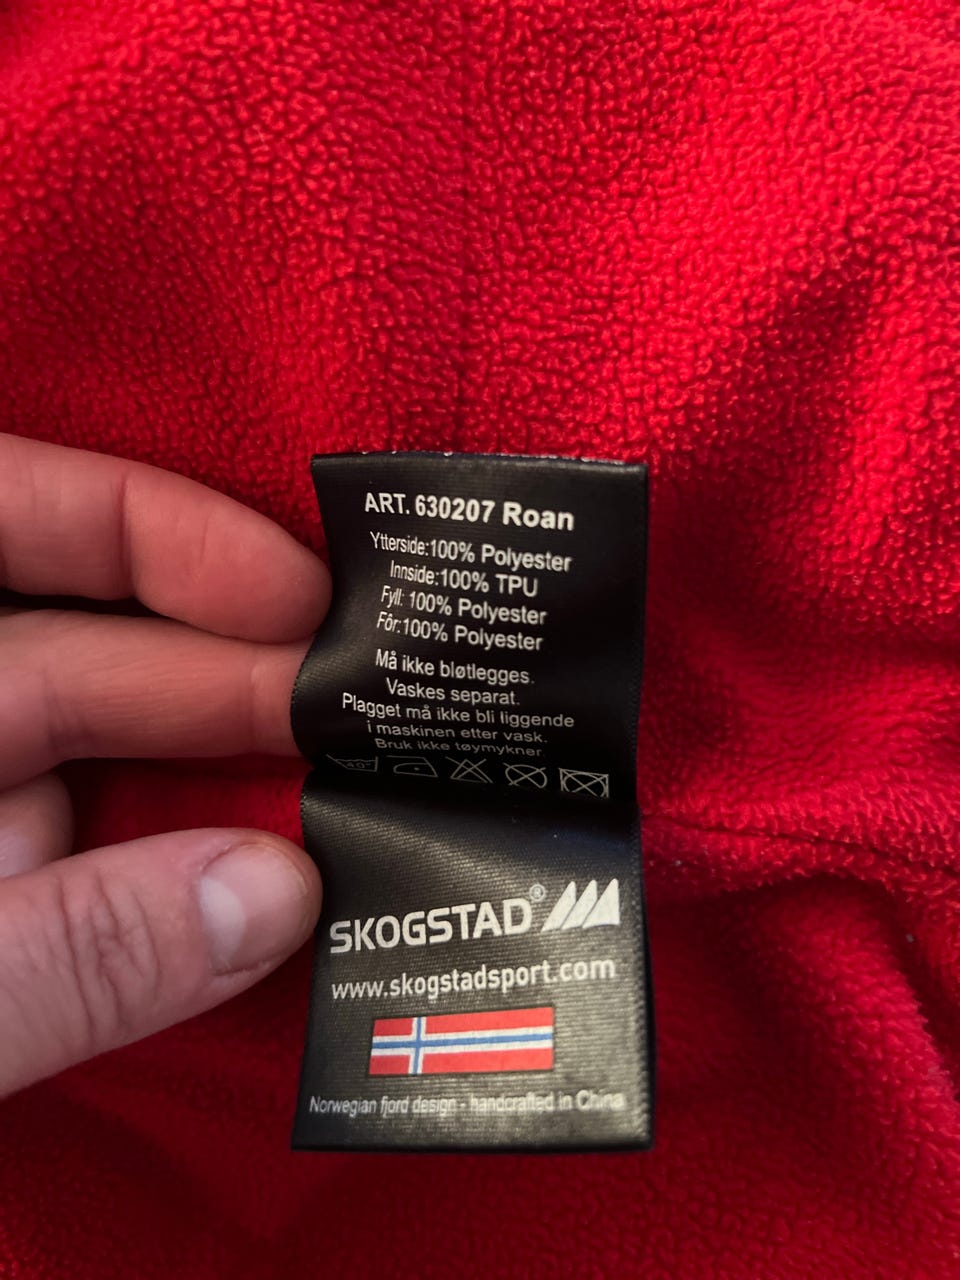 ART. 630207 Roan
Ytterside:100% Polyester
Innside:100% TPU
Fyll: 100% Polyester
Fôr:100% Polyester
Må ikke bløtlegges.
Vaskes separat.
Plagget må ikke bli liggende
i maskinen etter vask.
Bruk ikke tøymykner.
40°
SKOGSTAD®
www.skogstadsport.com
Norwegian fjord design - handcrafted in China